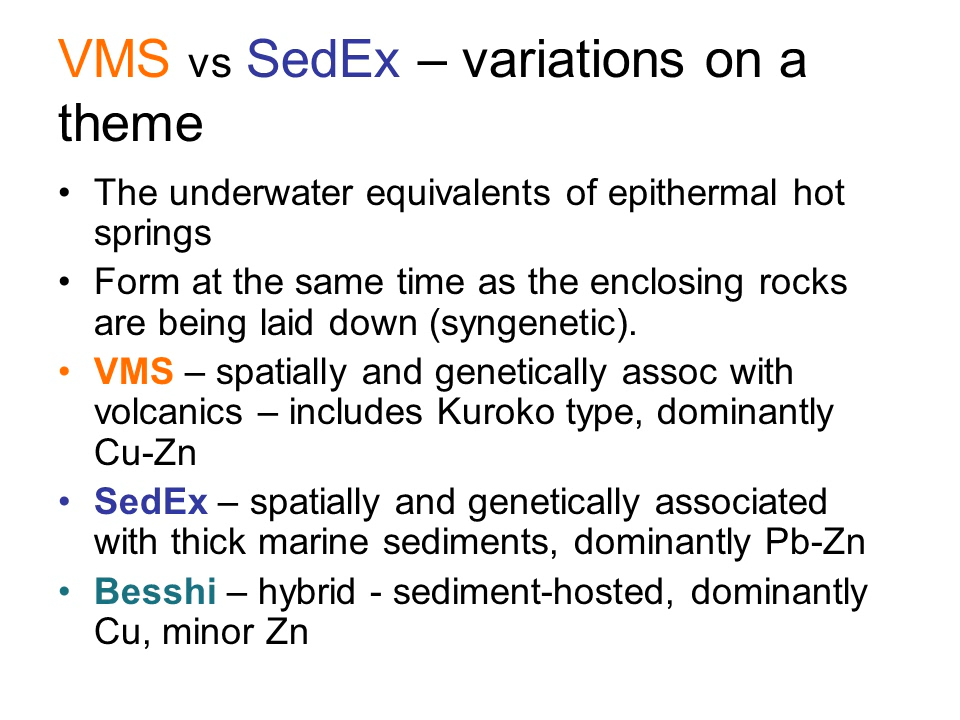 VMS vs SedEx – variations on a
theme
• The underwater equivalents of epithermal hot
springs
• Form at the same time as the enclosing rocks
are being laid down (syngenetic).
• VMS – spatially and genetically assoc with
volcanics – includes Kuroko type, dominantly
Cu-Zn
• SedEx – spatially and genetically associated
with thick marine sediments, dominantly Pb-Zn
• Besshi – hybrid - sediment-hosted, dominantly
Cu, minor Zn